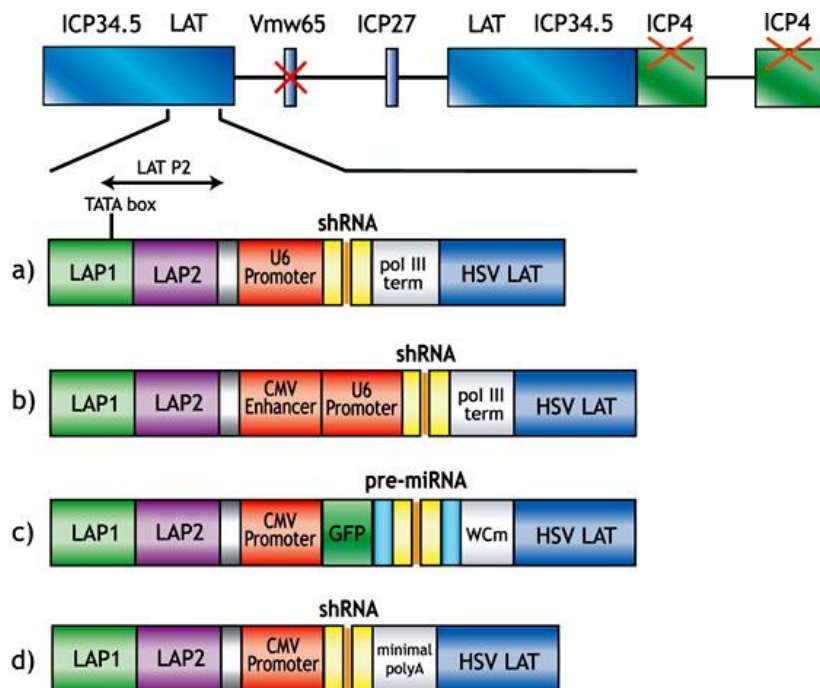 ICP34.5 LAT Vmw65 ICP27 LAT ICP34.5 ICP4 ICP4
LAT P2
TATA box
shRNA
a) LAP1 LAP2 U6 Promoter pol III term HSV LAT
shRNA
b) LAP1 LAP2 CMV Enhancer U6 Promoter pol III term HSV LAT
pre-miRNA
c) LAP1 LAP2 CMV Promoter GFP WCm HSV LAT
shRNA
d) LAP1 LAP2 CMV Promoter minimal polyA HSV LAT